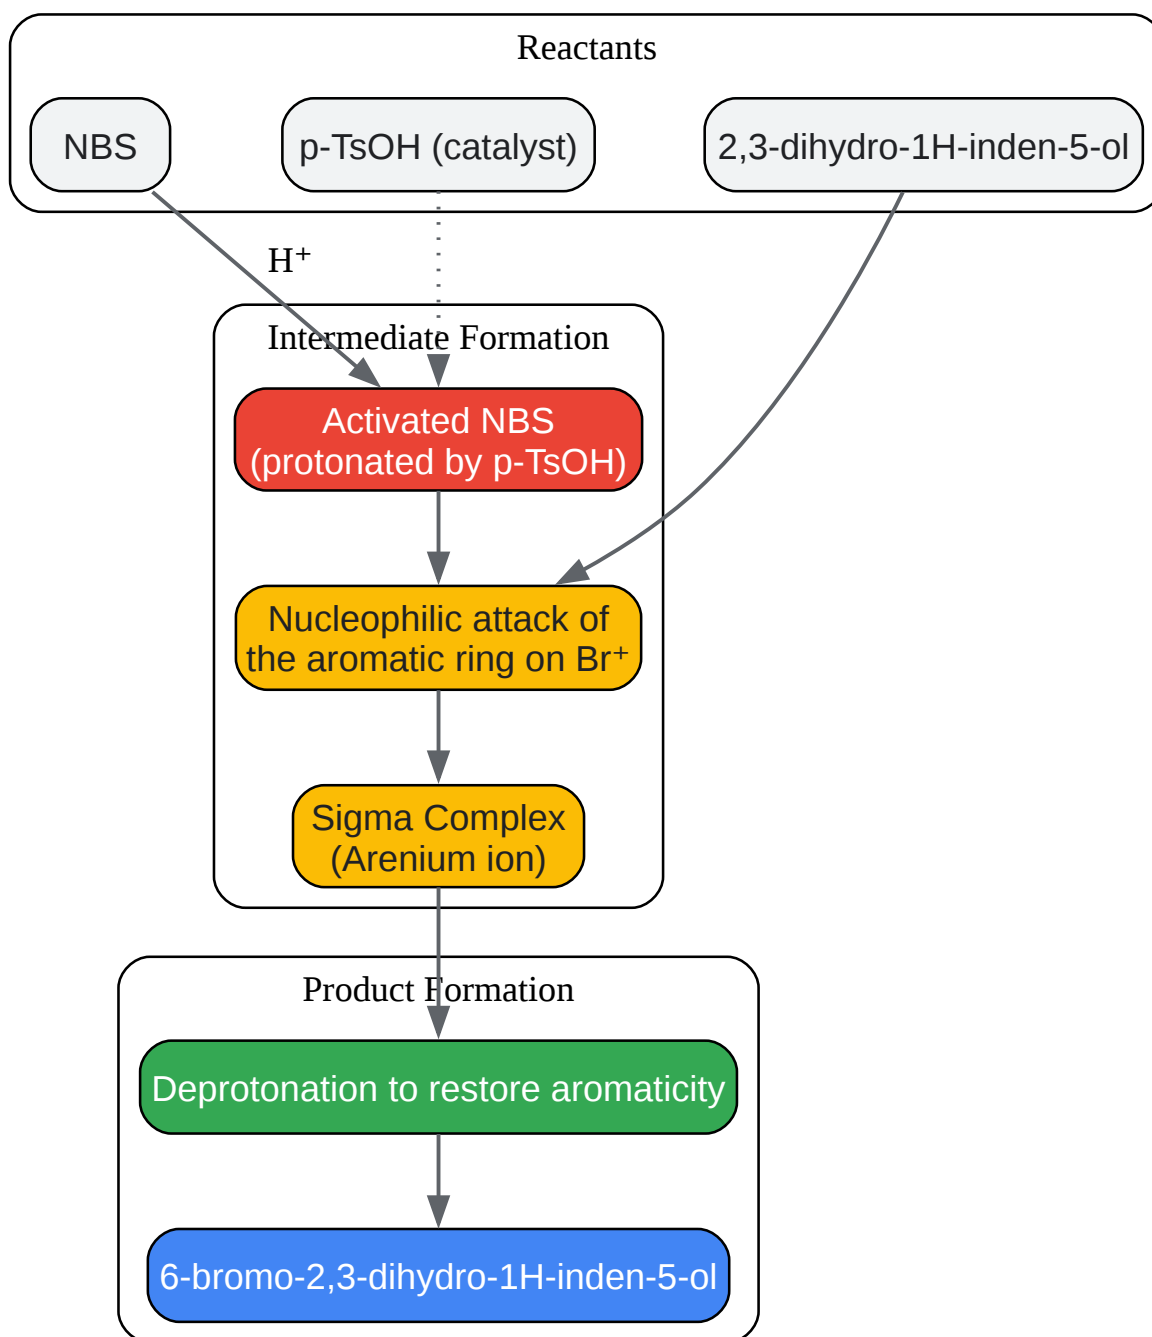 Reactants
NBS
p-TsOH (catalyst)
2,3-dihydro-1H-inden-5-ol
H⁺
Intermediate Formation
Activated NBS
(protonated by p-TsOH)
Nucleophilic attack of
the aromatic ring on Br⁺
Sigma Complex
(Arenium ion)
Product Formation
Deprotonation to restore aromaticity
6-bromo-2,3-dihydro-1H-inden-5-ol